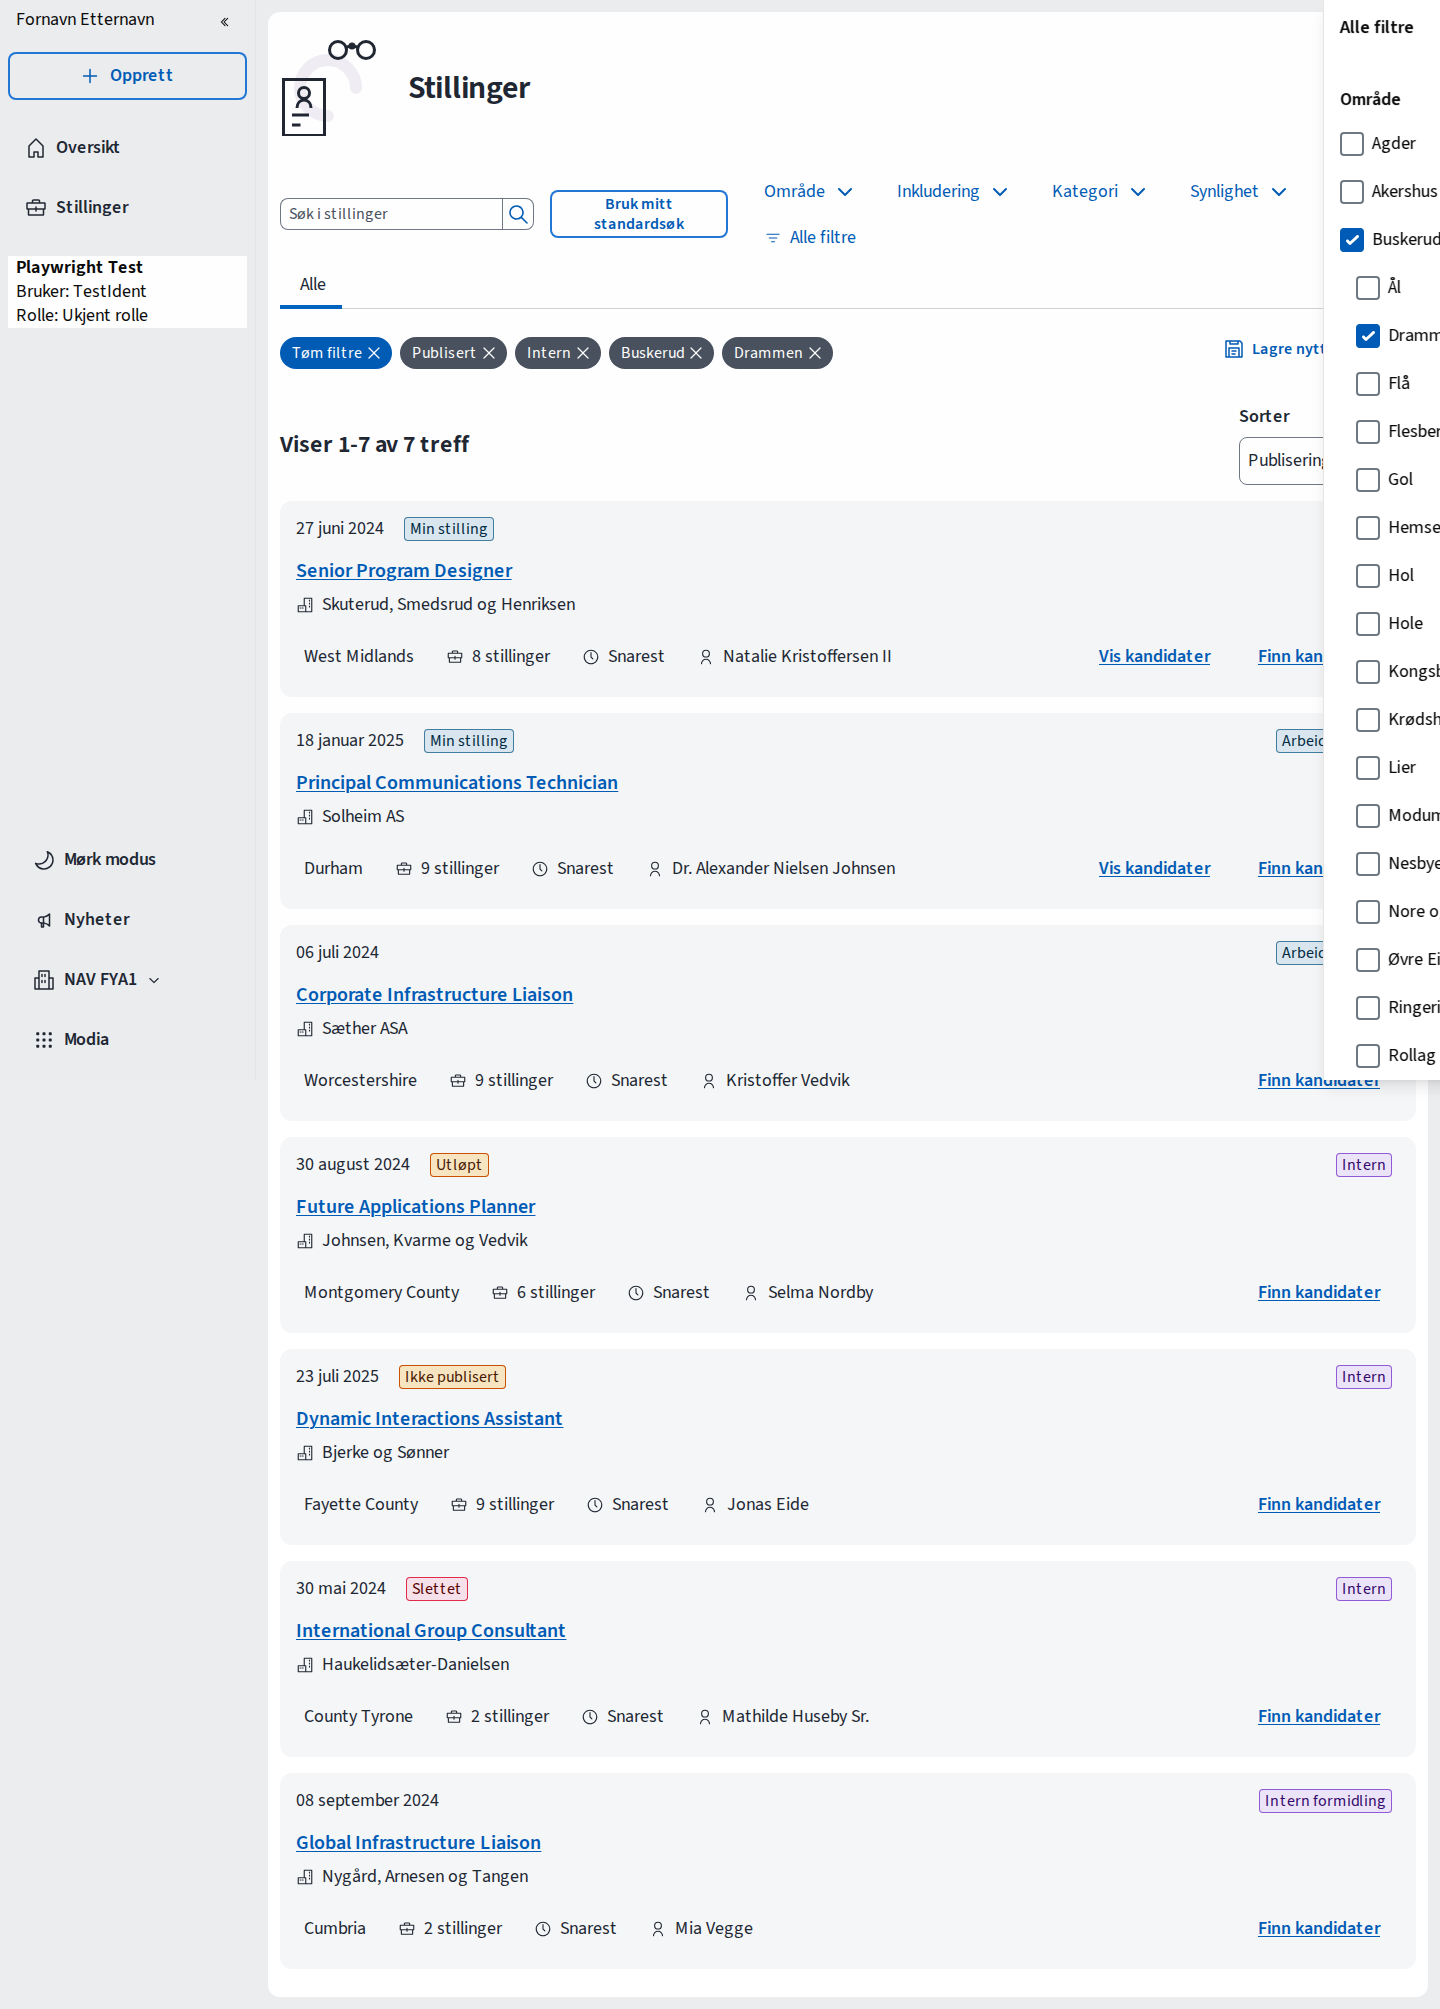 Fornavn Etternavn
Opprett
Oversikt
Stillinger
Playwright Test
Bruker: TestIdent
Rolle: Ukjent rolle
Mørk modus
Nyheter
NAV FYA1
Modia
Stillinger
Søk i stillinger
Bruk mitt
standardsøk
Område
Inkludering
Kategori
Synlighet
Alle filtre
Alle
Tøm filtre
Publisert
Intern
Buskerud
Drammen
Lagre nytt
Viser 1-7 av 7 treff
Sorter
Publisering
27 juni 2024 Min stilling
Senior Program Designer
Skuterud, Smedsrud og Henriksen
West Midlands 8 stillinger Snarest Natalie Kristoffersen II Vis kandidater Finn kan
18 januar 2025 Min stilling Arbeid
Principal Communications Technician
Solheim AS
Durham 9 stillinger Snarest Dr. Alexander Nielsen Johnsen Vis kandidater Finn kan
06 juli 2024 Arbeid
Corporate Infrastructure Liaison
Sæther ASA
Worcestershire 9 stillinger Snarest Kristoffer Vedvik Finn kandidater
30 august 2024 Utløpt Intern
Future Applications Planner
Johnsen, Kvarme og Vedvik
Montgomery County 6 stillinger Snarest Selma Nordby Finn kandidater
23 juli 2025 Ikke publisert Intern
Dynamic Interactions Assistant
Bjerke og Sønner
Fayette County 9 stillinger Snarest Jonas Eide Finn kandidater
30 mai 2024 Slettet Intern
International Group Consultant
Haukelidsæter-Danielsen
County Tyrone 2 stillinger Snarest Mathilde Huseby Sr. Finn kandidater
08 september 2024 Intern formidling
Global Infrastructure Liaison
Nygård, Arnesen og Tangen
Cumbria 2 stillinger Snarest Mia Vegge Finn kandidater
Alle filtre
Område
Agder
Akershus
Buskerud
Ål
Dramm
Flå
Flesber
Gol
Hemse
Hol
Hole
Kongsb
Krødsh
Lier
Modum
Nesbye
Nore o
Øvre Ei
Ringeri
Rollag